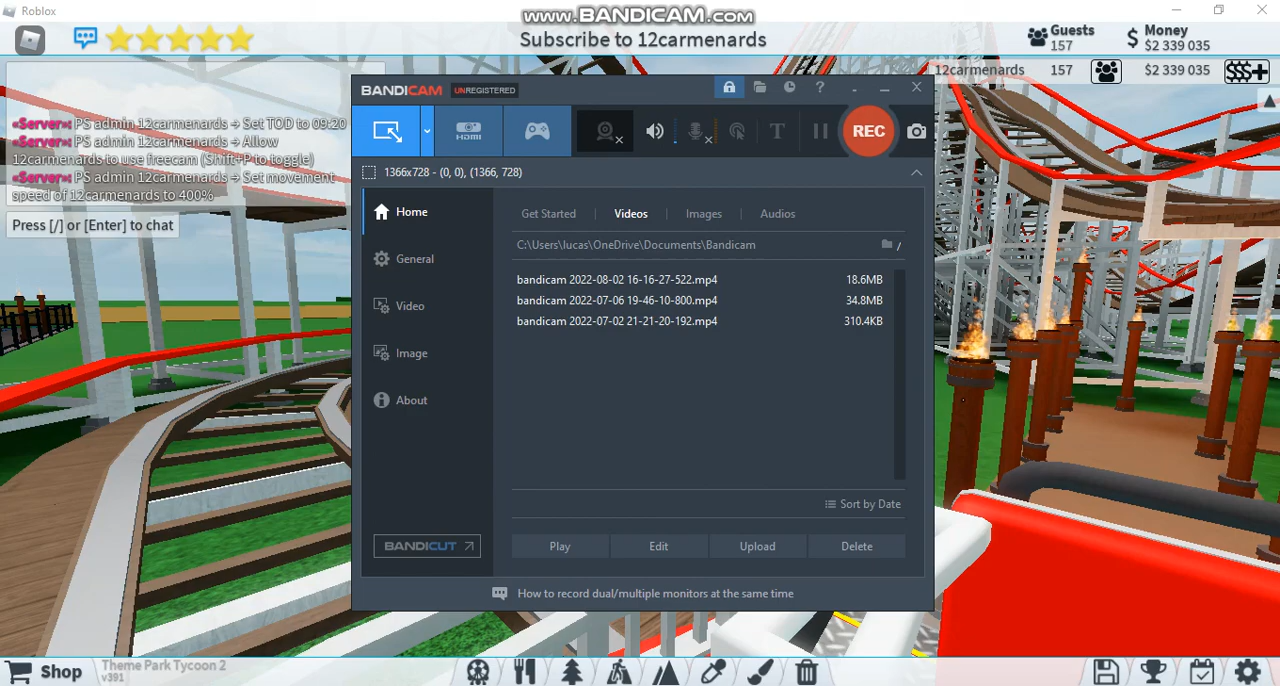 Roblox
www.BANDICAM.com
Subscribe to 12carmenards
Guests
157
Money
$2 339 035
12carmenards 157 $2 339 035 $$$+
«Server»: PS admin 12carmenards → Set TOD to 09:20
«Server»: PS admin 12carmenards → Allow
12carmenards to use freecam (Shift+P to toggle)
«Server»: PS admin 12carmenards → Set movement
speed of 12carmenards to 400%
Press [/] or [Enter] to chat
BANDICAM UNREGISTERED
HDMI
T
REC
1366x728 - (0, 0), (1366, 728)
Home
General
Video
Image
About
BANDICUT
Get Started Videos Images Audios
C:\Users\lucas\OneDrive\Documents\Bandicam
bandicam 2022-08-02 16-16-27-522.mp4 18.6MB
bandicam 2022-07-06 19-46-10-800.mp4 34.8MB
bandicam 2022-07-02 21-21-20-192.mp4 310.4KB
Sort by Date
Play Edit Upload Delete
How to record dual/multiple monitors at the same time
Shop
Theme Park Tycoon 2
v391